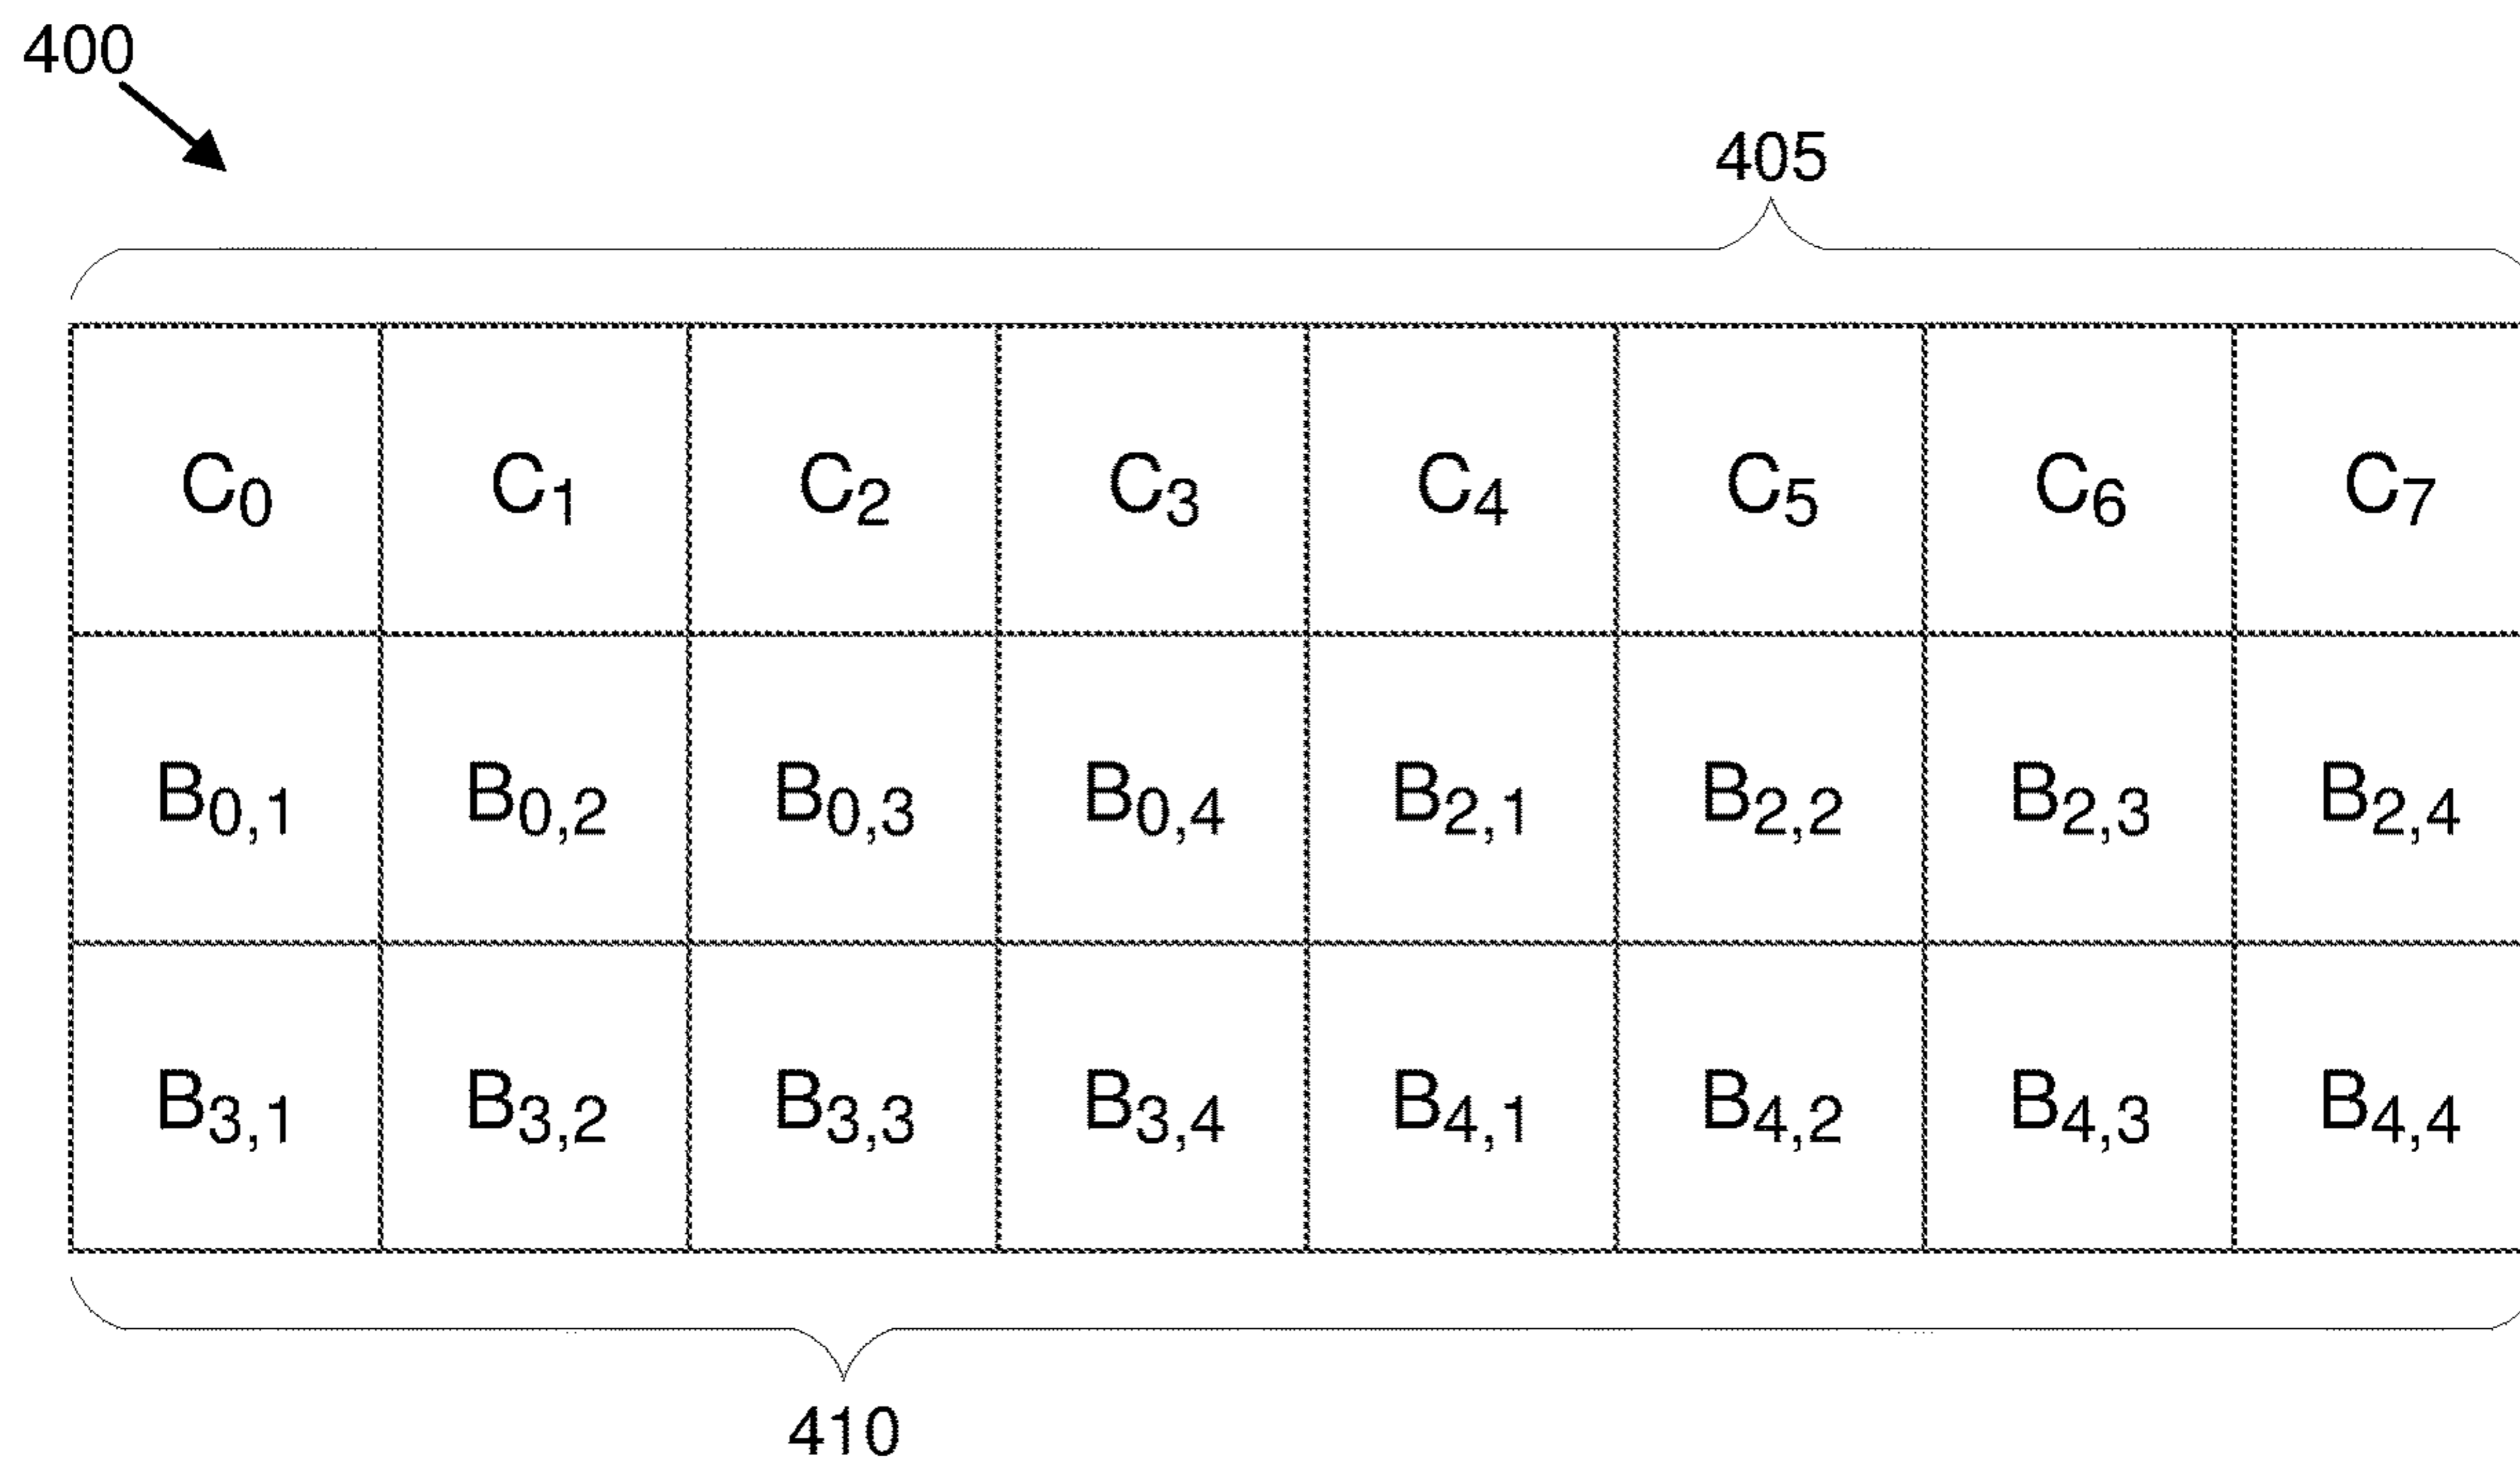 400
405
C0 C1 C2 C3 C4 C5 C6 C7
B0,1 B0,2 B0,3 B0,4 B2,1 B2,2 B2,3 B2,4
B3,1 B3,2 B3,3 B3,4 B4,1 B4,2 B4,3 B4,4
410